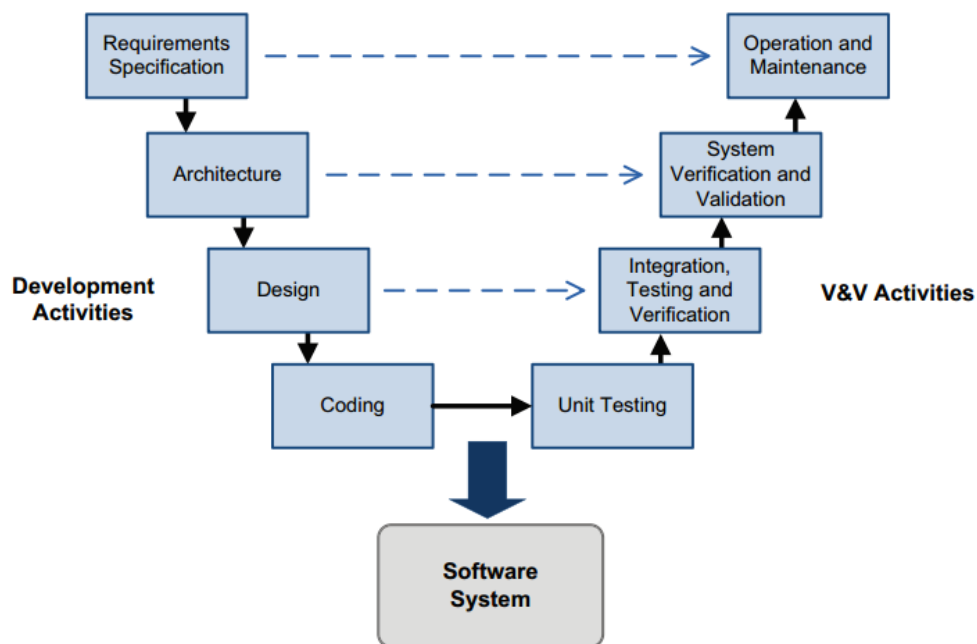 Requirements
Specification
Operation and
Maintenance
Architecture
System
Verification and
Validation
Development
Activities
Design
Integration,
Testing and
Verification
V&V Activities
Coding
Unit Testing
Software
System